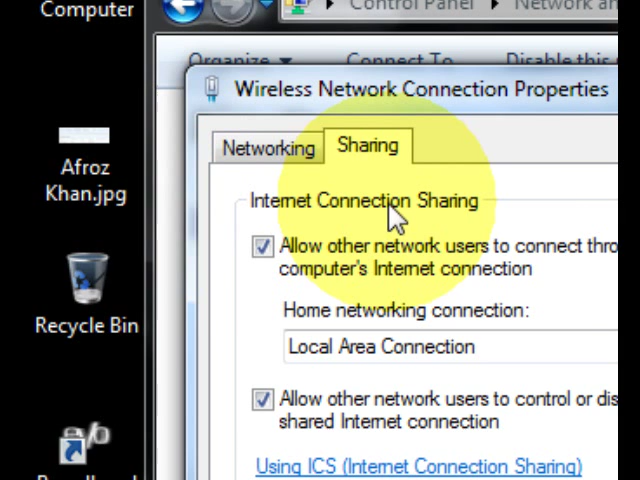 Computer
Control Panel
Network an
Organize
Connect To
Disable this
Wireless Network Connection Properties
Networking
Sharing
Afroz
Khan.jpg
Internet Connection Sharing
Allow other network users to connect thro
computer's Internet connection
Recycle Bin
Home networking connection:
Local Area Connection
Allow other network users to control or dis
shared Internet connection
Using ICS (Internet Connection Sharing)